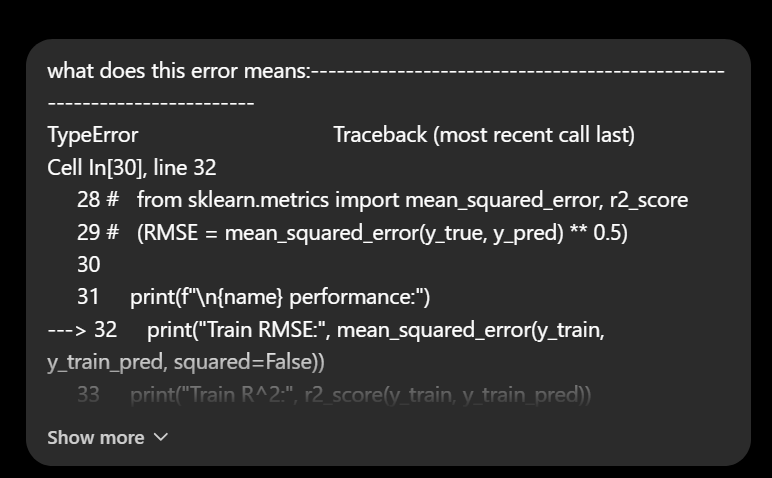 what does this error means:------------------------------------------------
------------------------
TypeError                                 Traceback (most recent call last)
Cell In[30], line 32
     28 #   from sklearn.metrics import mean_squared_error, r2_score
     29 #   (RMSE = mean_squared_error(y_true, y_pred) ** 0.5)
     30
     31     print(f"\n{name} performance:")
---> 32     print("Train RMSE:", mean_squared_error(y_train,
y_train_pred, squared=False))
     33     print("Train R^2:", r2_score(y_train, y_train_pred))
Show more